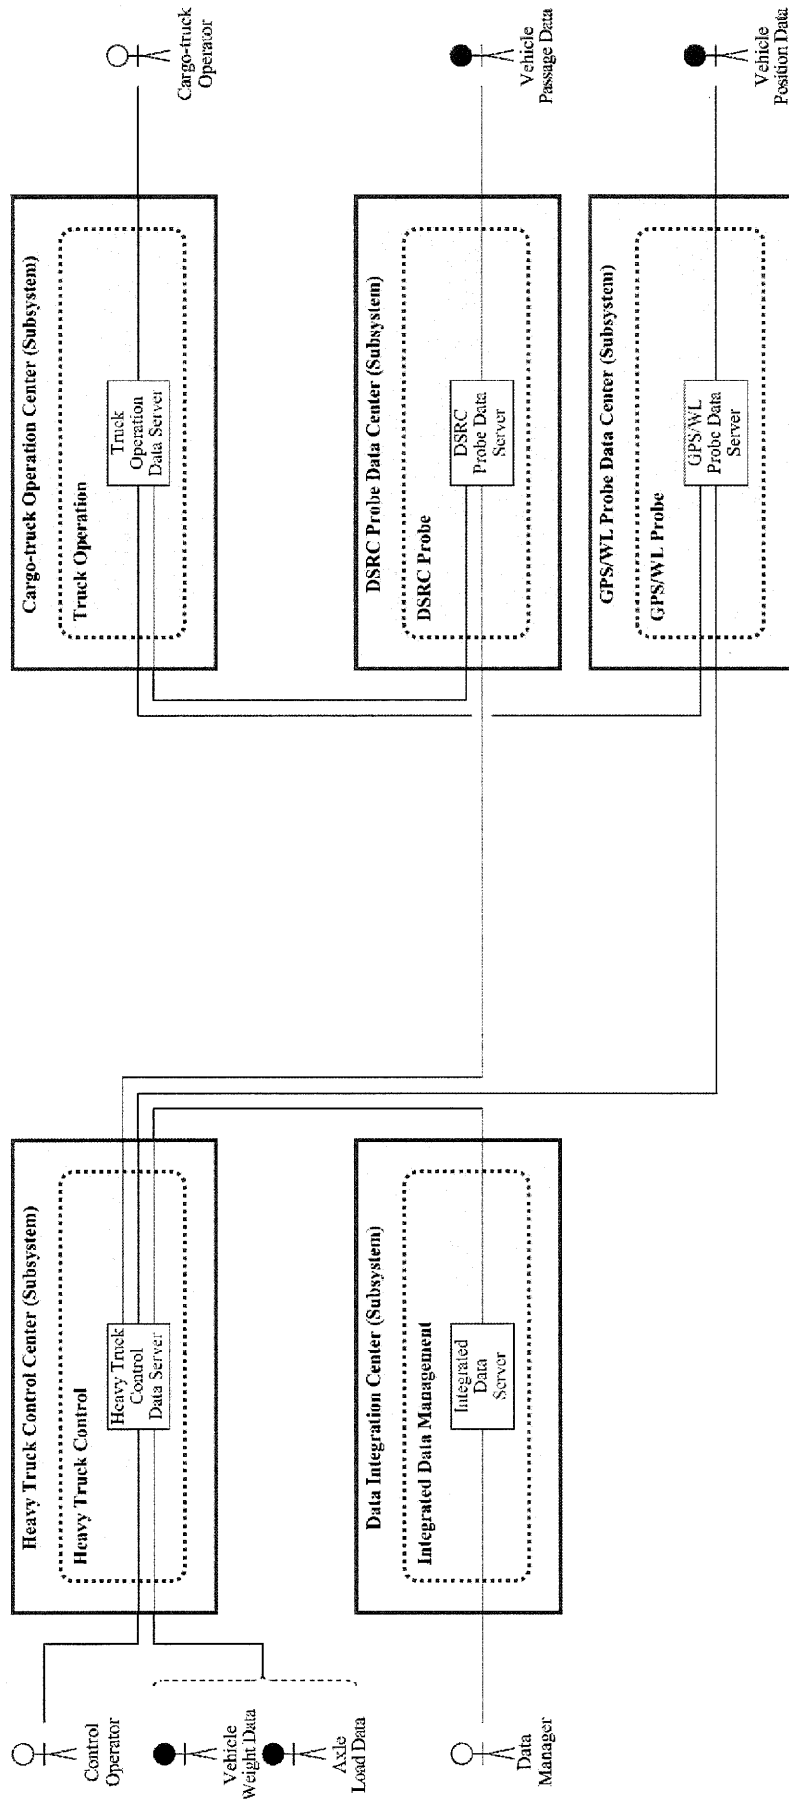 Heavy Truck Control Center (Subsystem)
Heavy Truck Control
Heavy Truck
Control
Data Server
Control
Operator
Vehicle
Weight Data
Axle
Load Data
Data Integration Center (Subsystem)
Integrated Data Management
Integrated
Data
Server
Data
Manager
Cargo-truck Operation Center (Subsystem)
Truck Operation
Truck
Operation
Data Server
Cargo-truck
Operator
DSRC Probe Data Center (Subsystem)
DSRC Probe
DSRC
Probe Data
Server
Vehicle
Passage Data
GPS/WL Probe Data Center (Subsystem)
GPS/WL Probe
GPS/WL
Probe Data
Server
Vehicle
Position Data